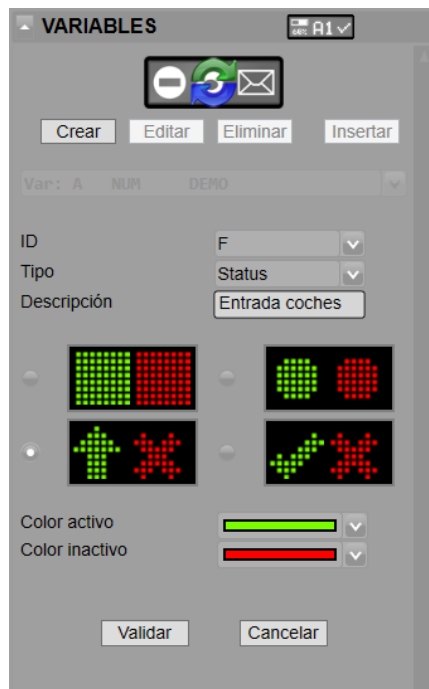 VARIABLES
A1
Crear Editar Eliminar Insertar
Var: A NUM DEMO
ID F
Tipo Status
Descripción Entrada coches
Color activo
Color inactivo
Validar Cancelar